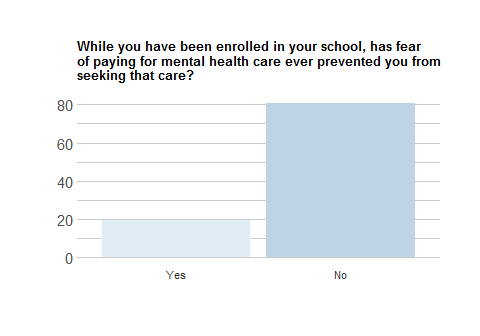 While you have been enrolled in your school, has fear
of paying for mental health care ever prevented you from
seeking that care?
80
60
40
20
0
Yes
No